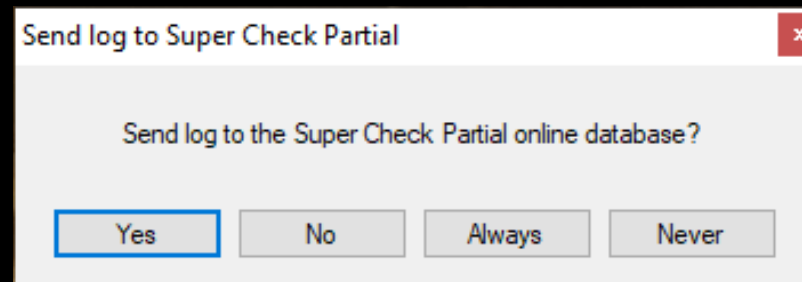 Send log to Super Check Partial
Send log to the Super Check Partial online database?
Yes No Always Never